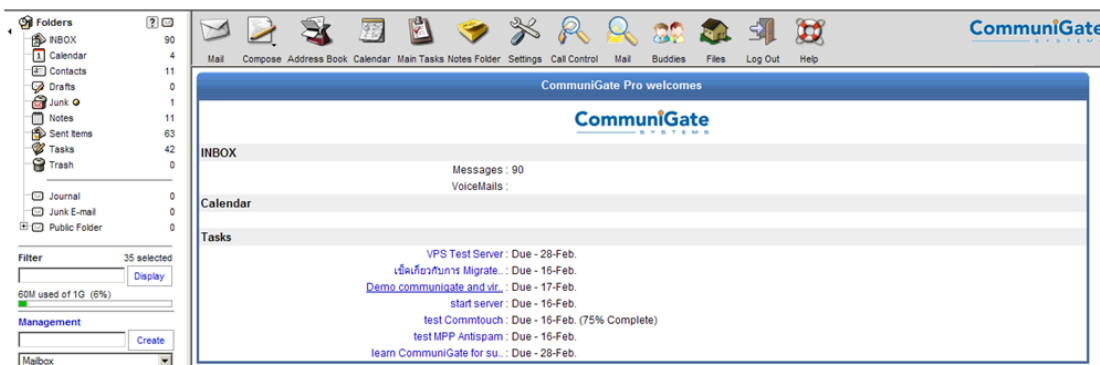 Folders ?
INBOX 90
Calendar 4
Contacts 11
Drafts 0
Junk 1
Notes 11
Sent Items 63
Tasks 42
Trash 0
Journal 0
Junk E-mail 0
Public Folder 0
Filter 35 selected
Display
60M used of 1G (6%)
Management
Create
Mailbox
Mail Compose Address Book Calendar Main Tasks Notes Folder Settings Call Control Mail Buddies Files Log Out Help
CommuniGate
SYSTEM
CommuniGate Pro welcomes
CommuniGate
SYSTEMS
INBOX
Messages : 90
VoiceMails :
Calendar
Tasks
VPS Test Server : Due - 28-Feb.
เช็คเกี่ยวกับการ Migrate.. : Due - 16-Feb.
Demo communigate and vir.. : Due - 17-Feb.
start server : Due - 16-Feb.
test Commtouch : Due - 16-Feb. (75% Complete)
test MPP Antispam : Due - 16-Feb.
learn CommuniGate for su.. : Due - 28-Feb.